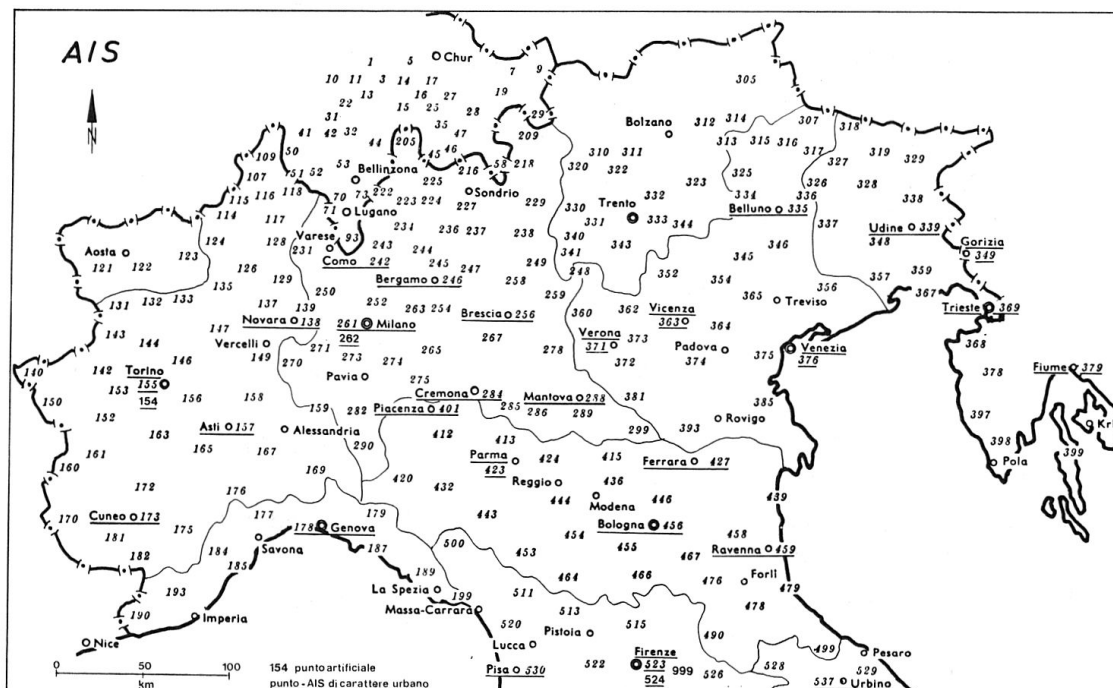 AIS
N
1 5 Chur 7 9
10 11 3 14 17 305
13 16 27 19
22 15 25 28 29
31 35 312 314 307 318
41 42 32 44 205 47 209 Bolzano 313 315 316 317 319 329
50 45 46 58 218 310 311 327
109 53 216 320 322 325
107 51 52 Bellinzona 225 Sondrio 323 326 328
115 116 118 70 73 222 223 224 227 229 332 334 336 338
114 117 71 Lugano 330 Trento 333 344 Belluno 335 337 Udine 339
124 128 93 236 237 238 331 340 343 346 348 Gorizia
Aosta 123 231 Varese 243 244 341 349
121 122 126 Como 242 245 247 249 248 352 354 357 359
135 129 Bergamo 246 258 356 367
131 132 133 250 259 365 Treviso
137 139 252 263 254 360 362 Vicenza Trieste 369
143 147 Novara 138 261 Milano Brescia 256 363 364
144 262 267 Verona 373 368
Vercelli 271 265 278 371 Padova 375 Venezia
140 142 146 149 270 273 274 372 374 376 378 Fiume 379
Torino Pavia 275
153 155 156 158 Cremona 284 Mantova 288 381 385
150 154 159 282 Piacenza 401 285 286 289 397
152 Asti 157 Alessandria 412 299 393 Rovigo Krk
163 165 167 290 413 398 399
161 Parma 424 415 Ferrara 427 Pola
160 169 420 423
172 176 432 Reggio 436 439
170 Cuneo 173 177 179 444 Modena 446
175 178 Genova 443 Bologna 456 458
181 184 Savona 187 500 453 455 467 Ravenna 459
182 185 189 464 466 476 Forlì 479
193 La Spezia 511 478
190 Imperia Massa-Carrara 199 513
Nice 520 Pistoia 515 490 499 Pesaro
Lucca Firenze
0 100 Pisa 530 522 523 999 526 528 529
km 524 537 Urbino
154 punto artificiale
punto-AIS di carattere urbano